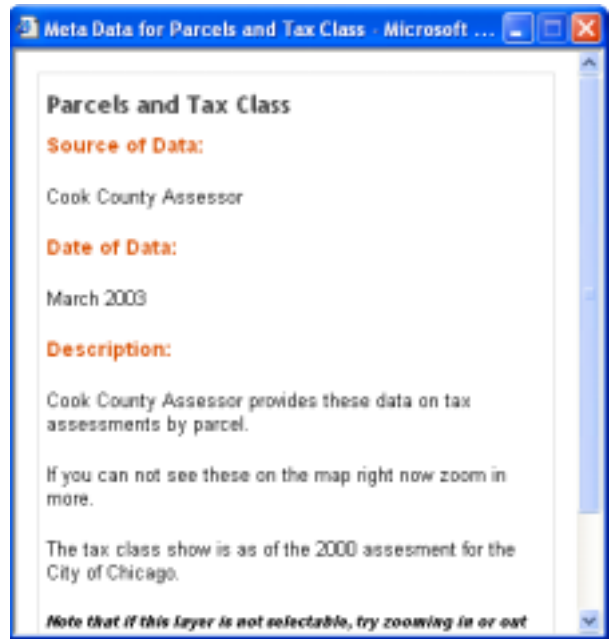 Meta Data for Parcels and Tax Class - Microsoft ...
Parcels and Tax Class
Source of Data:
Cook County Assessor
Date of Data:
March 2003
Description:
Cook County Assessor provides these data on tax
assessments by parcel.
If you can not see these on the map right now zoom in
more.
The tax class show is as of the 2000 assesment for the
City of Chicago.
Note that if this layer is not selectable, try zooming in or out